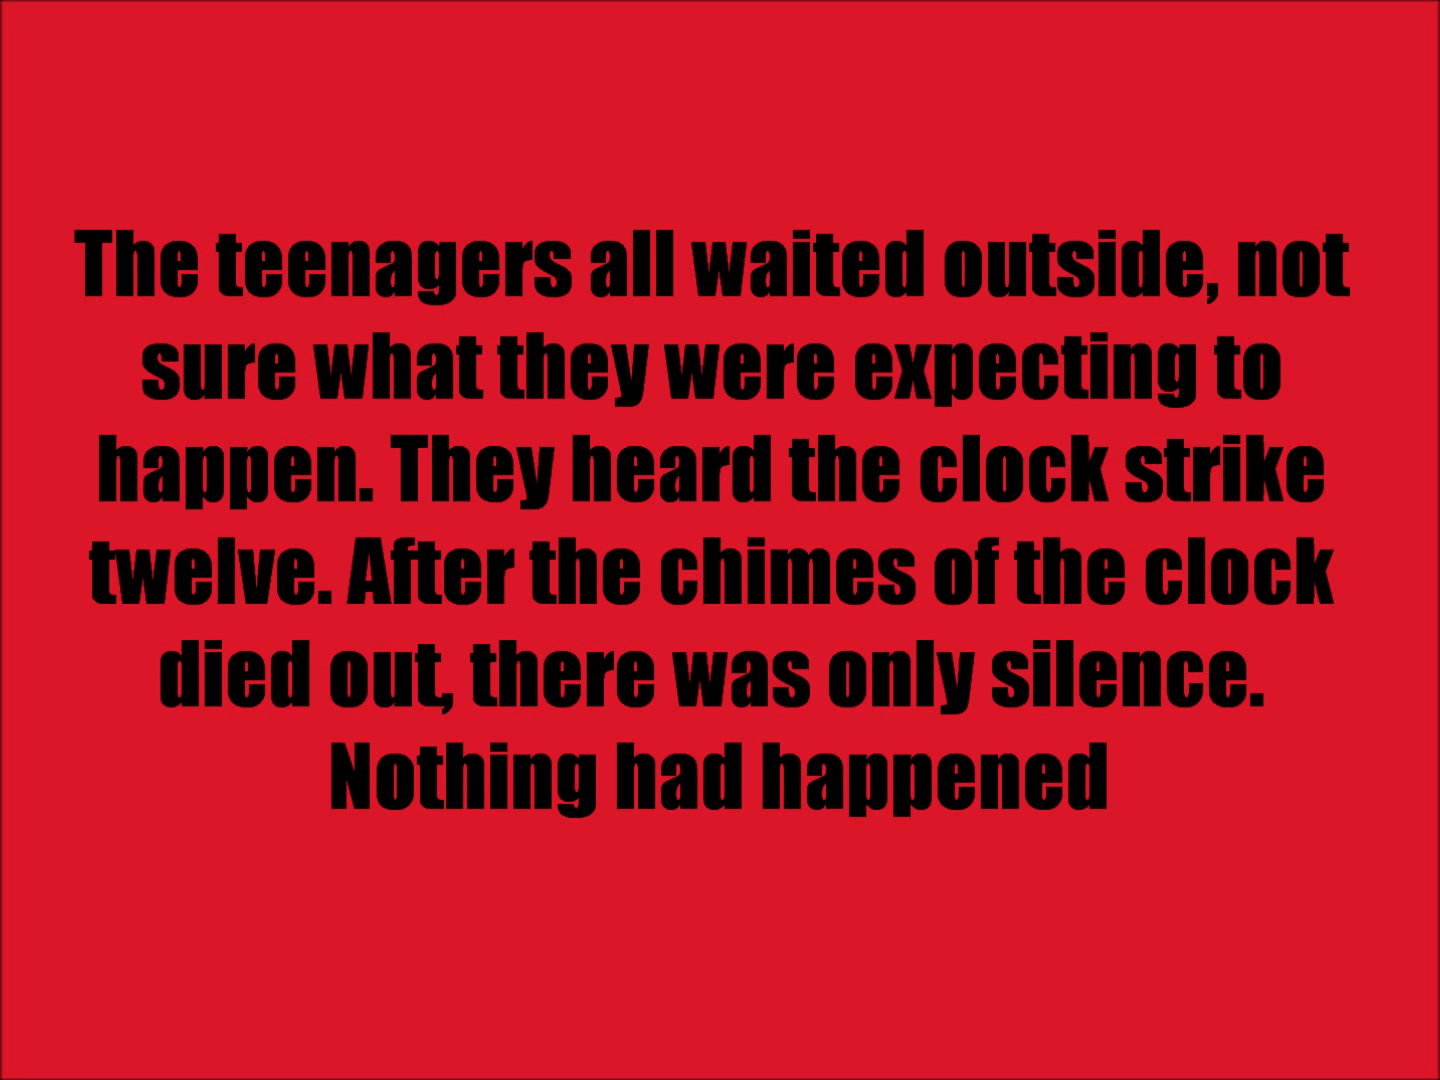 The teenagers all waited outside, not
sure what they were expecting to
happen. They heard the clock strike
twelve. After the chimes of the clock
died out, there was only silence.
Nothing had happened